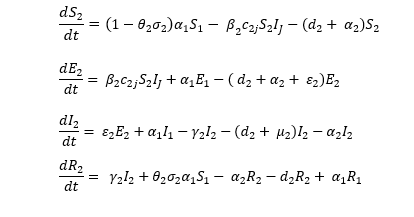 dS₂/dt = (1 − θ₂σ₂)α₁S₁ − β₂c₂ⱼS₂Iⱼ − (d₂ + α₂)S₂
dE₂/dt = β₂c₂ⱼS₂Iⱼ + α₁E₁ − ( d₂ + α₂ + ε₂)E₂
dI₂/dt = ε₂E₂ + α₁I₁ − γ₂I₂ − (d₂ + μ₂)I₂ − α₂I₂
dR₂/dt = γ₂I₂ + θ₂σ₂α₁S₁ − α₂R₂ − d₂R₂ + α₁R₁